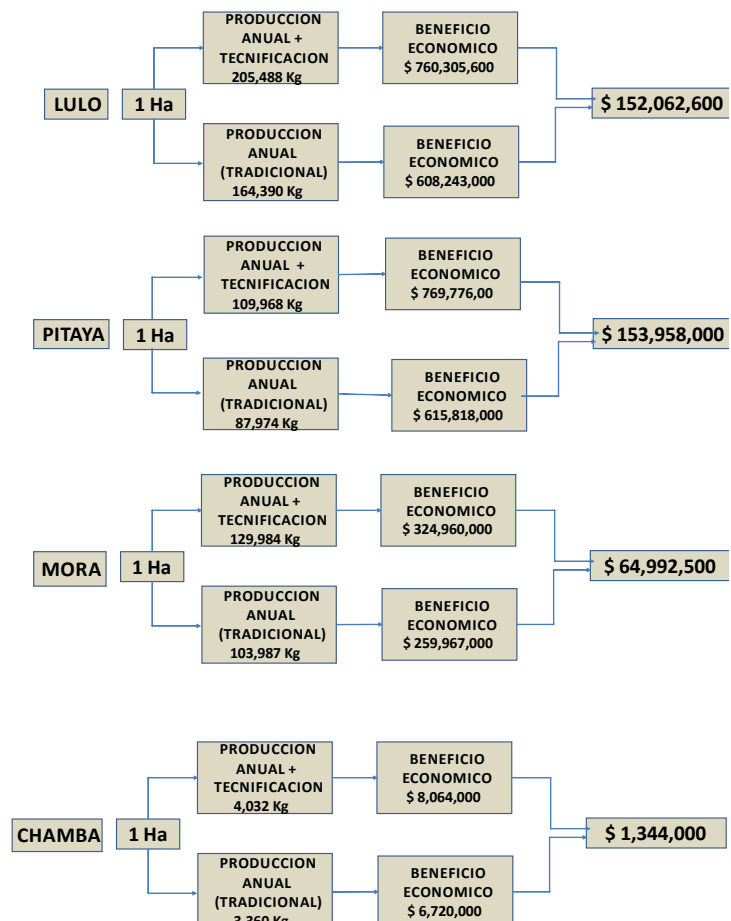 LULO
1 Ha
PRODUCCION
ANUAL +
TECNIFICACION
205,488 Kg
BENEFICIO
ECONOMICO
$ 760,305,600
PRODUCCION
ANUAL
(TRADICIONAL)
164,390 Kg
BENEFICIO
ECONOMICO
$ 608,243,000
$ 152,062,600
PITAYA
1 Ha
PRODUCCION
ANUAL +
TECNIFICACION
109,968 Kg
BENEFICIO
ECONOMICO
$ 769,776,00
PRODUCCION
ANUAL
(TRADICIONAL)
87,974 Kg
BENEFICIO
ECONOMICO
$ 615,818,000
$ 153,958,000
MORA
1 Ha
PRODUCCION
ANUAL +
TECNIFICACION
129,984 Kg
BENEFICIO
ECONOMICO
$ 324,960,000
PRODUCCION
ANUAL
(TRADICIONAL)
103,987 Kg
BENEFICIO
ECONOMICO
$ 259,967,000
$ 64,992,500
CHAMBA
1 Ha
PRODUCCION
ANUAL +
TECNIFICACION
4,032 Kg
BENEFICIO
ECONOMICO
$ 8,064,000
PRODUCCION
ANUAL
(TRADICIONAL)
3,360 Kg
BENEFICIO
ECONOMICO
$ 6,720,000
$ 1,344,000